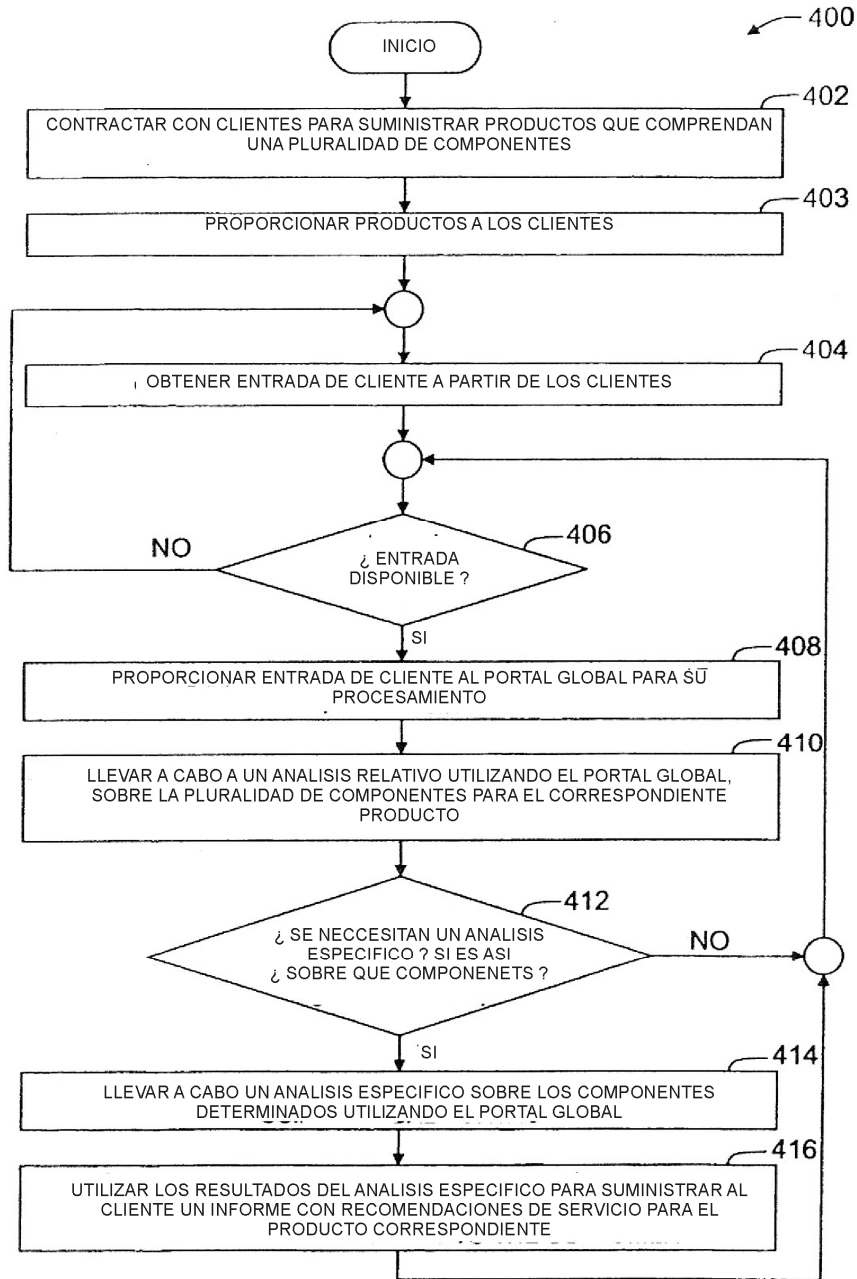 400
INICIO
402
CONTRACTAR CON CLIENTES PARA SUMINISTRAR PRODUCTOS QUE COMPRENDAN
UNA PLURALIDAD DE COMPONENTES
403
PROPORCIONAR PRODUCTOS A LOS CLIENTES
404
OBTENER ENTRADA DE CLIENTE A PARTIR DE LOS CLIENTES
406
NO
¿ ENTRADA
DISPONIBLE ?
SI
408
PROPORCIONAR ENTRADA DE CLIENTE AL PORTAL GLOBAL PARA SU
PROCESAMIENTO
410
LLEVAR A CABO A UN ANALISIS RELATIVO UTILIZANDO EL PORTAL GLOBAL,
SOBRE LA PLURALIDAD DE COMPONENTES PARA EL CORRESPONDIENTE
PRODUCTO
412
¿ SE NECCESITAN UN ANALISIS
ESPECIFICO ? SI ES ASI
¿ SOBRE QUE COMPONENETS ?
NO
SI
414
LLEVAR A CABO UN ANALISIS ESPECIFICO SOBRE LOS COMPONENTES
DETERMINADOS UTILIZANDO EL PORTAL GLOBAL
416
UTILIZAR LOS RESULTADOS DEL ANALISIS ESPECIFICO PARA SUMINISTRAR AL
CLIENTE UN INFORME CON RECOMENDACIONES DE SERVICIO PARA EL
PRODUCTO CORRESPONDIENTE